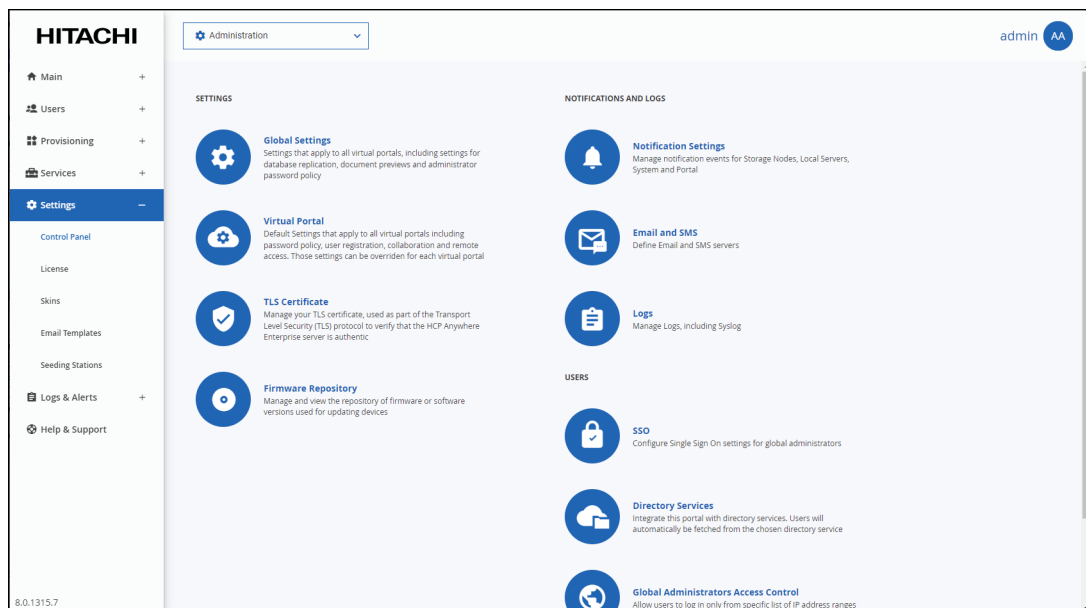 HITACHI
Administration
admin
AA
Main
Users
Provisioning
Services
Settings
Control Panel
License
Skins
Email Templates
Seeding Stations
Logs & Alerts
Help & Support
8.0.1315.7
SETTINGS
Global Settings
Settings that apply to all virtual portals, including settings for
database replication, document previews and administrator
password policy
Virtual Portal
Default Settings that apply to all virtual portals including
password policy, user registration, collaboration and remote
access. Those settings can be overriden for each virtual portal
TLS Certificate
Manage your TLS certificate, used as part of the Transport
Level Security (TLS) protocol to verify that the HCP Anywhere
Enterprise server is authentic
Firmware Repository
Manage and view the repository of firmware or software
versions used for updating devices
NOTIFICATIONS AND LOGS
Notification Settings
Manage notification events for Storage Nodes, Local Servers,
System and Portal
Email and SMS
Define Email and SMS servers
Logs
Manage Logs, including Syslog
USERS
SSO
Configure Single Sign On settings for global administrators
Directory Services
Integrate this portal with directory services. Users will
automatically be fetched from the chosen directory service
Global Administrators Access Control
Allow users to log in only from specific list of IP address ranges